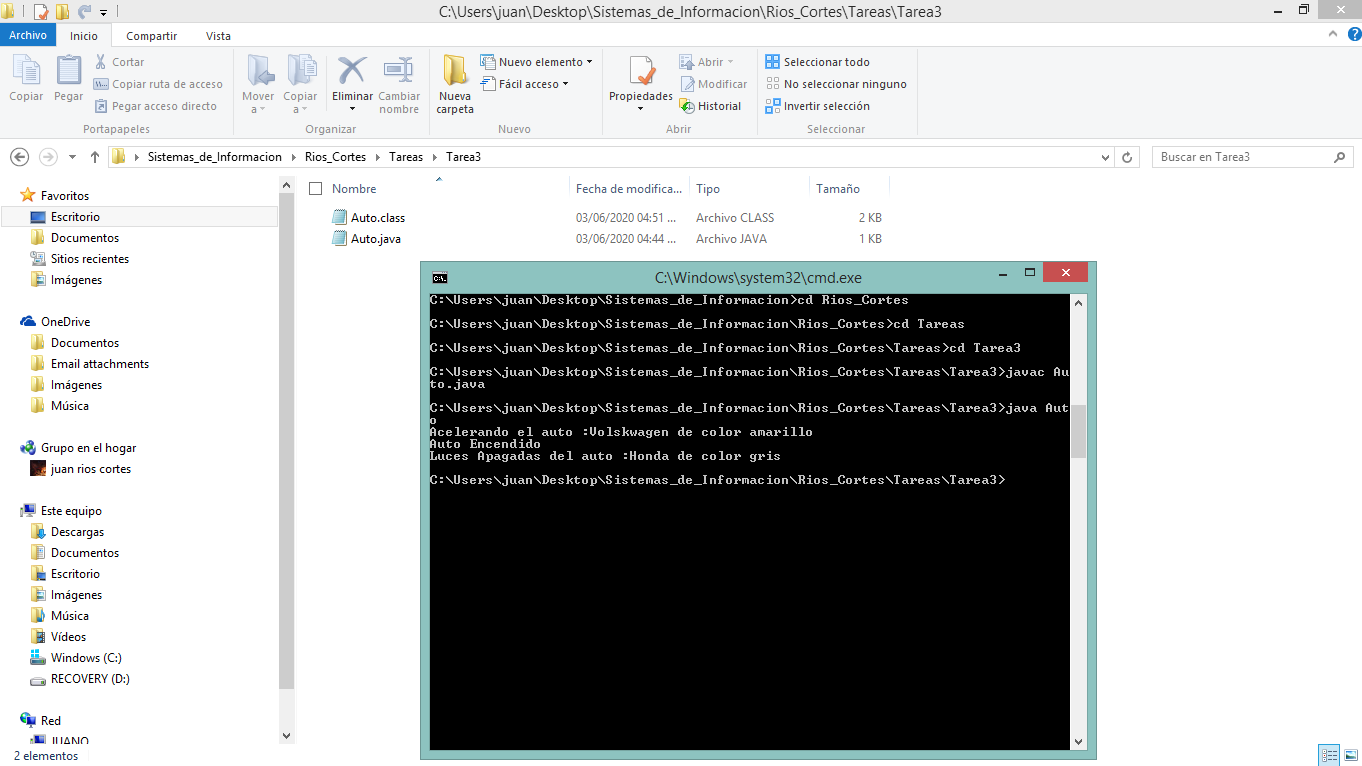 C:\Users\juan\Desktop\Sistemas_de_Informacion\Rios_Cortes\Tareas\Tarea3
Archivo Inicio Compartir Vista
Copiar
Pegar
Cortar
Copiar ruta de acceso
Pegar acceso directo
Portapapeles
Mover a
Copiar a
Eliminar
Cambiar nombre
Organizar
Nueva carpeta
Nuevo elemento
Fácil acceso
Nuevo
Propiedades
Abrir
Modificar
Historial
Abrir
Seleccionar todo
No seleccionar ninguno
Invertir selección
Seleccionar
Sistemas_de_Informacion Rios_Cortes Tareas Tarea3
Buscar en Tarea3
Favoritos
Escritorio
Documentos
Sitios recientes
Imágenes
OneDrive
Documentos
Email attachments
Imágenes
Música
Grupo en el hogar
juan rios cortes
Este equipo
Descargas
Documentos
Escritorio
Imágenes
Música
Vídeos
Windows (C:)
RECOVERY (D:)
Red
JUANO
2 elementos
Nombre Fecha de modifica... Tipo Tamaño
Auto.class 03/06/2020 04:51 ... Archivo CLASS 2 KB
Auto.java 03/06/2020 04:44 ... Archivo JAVA 1 KB
C:\Windows\system32\cmd.exe
C:\Users\juan\Desktop\Sistemas_de_Informacion>cd Rios_Cortes
C:\Users\juan\Desktop\Sistemas_de_Informacion\Rios_Cortes>cd Tareas
C:\Users\juan\Desktop\Sistemas_de_Informacion\Rios_Cortes\Tareas>cd Tarea3
C:\Users\juan\Desktop\Sistemas_de_Informacion\Rios_Cortes\Tareas\Tarea3>javac Au
to.java
C:\Users\juan\Desktop\Sistemas_de_Informacion\Rios_Cortes\Tareas\Tarea3>java Aut
o
Acelerando el auto :Volskwagen de color amarillo
Auto Encendido
Luces Apagadas del auto :Honda de color gris
C:\Users\juan\Desktop\Sistemas_de_Informacion\Rios_Cortes\Tareas\Tarea3>